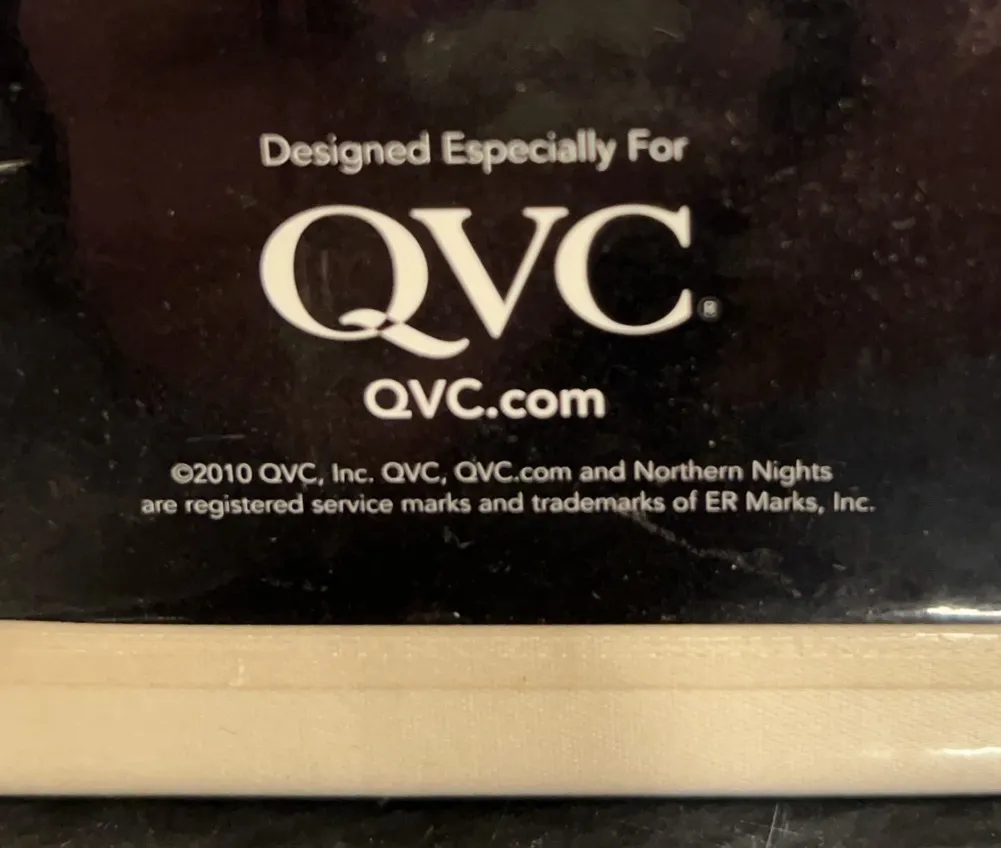 Designed Especially For
QVC®
QVC.com
©2010 QVC, Inc. QVC, QVC.com and Northern Nights
are registered service marks and trademarks of ER Marks, Inc.